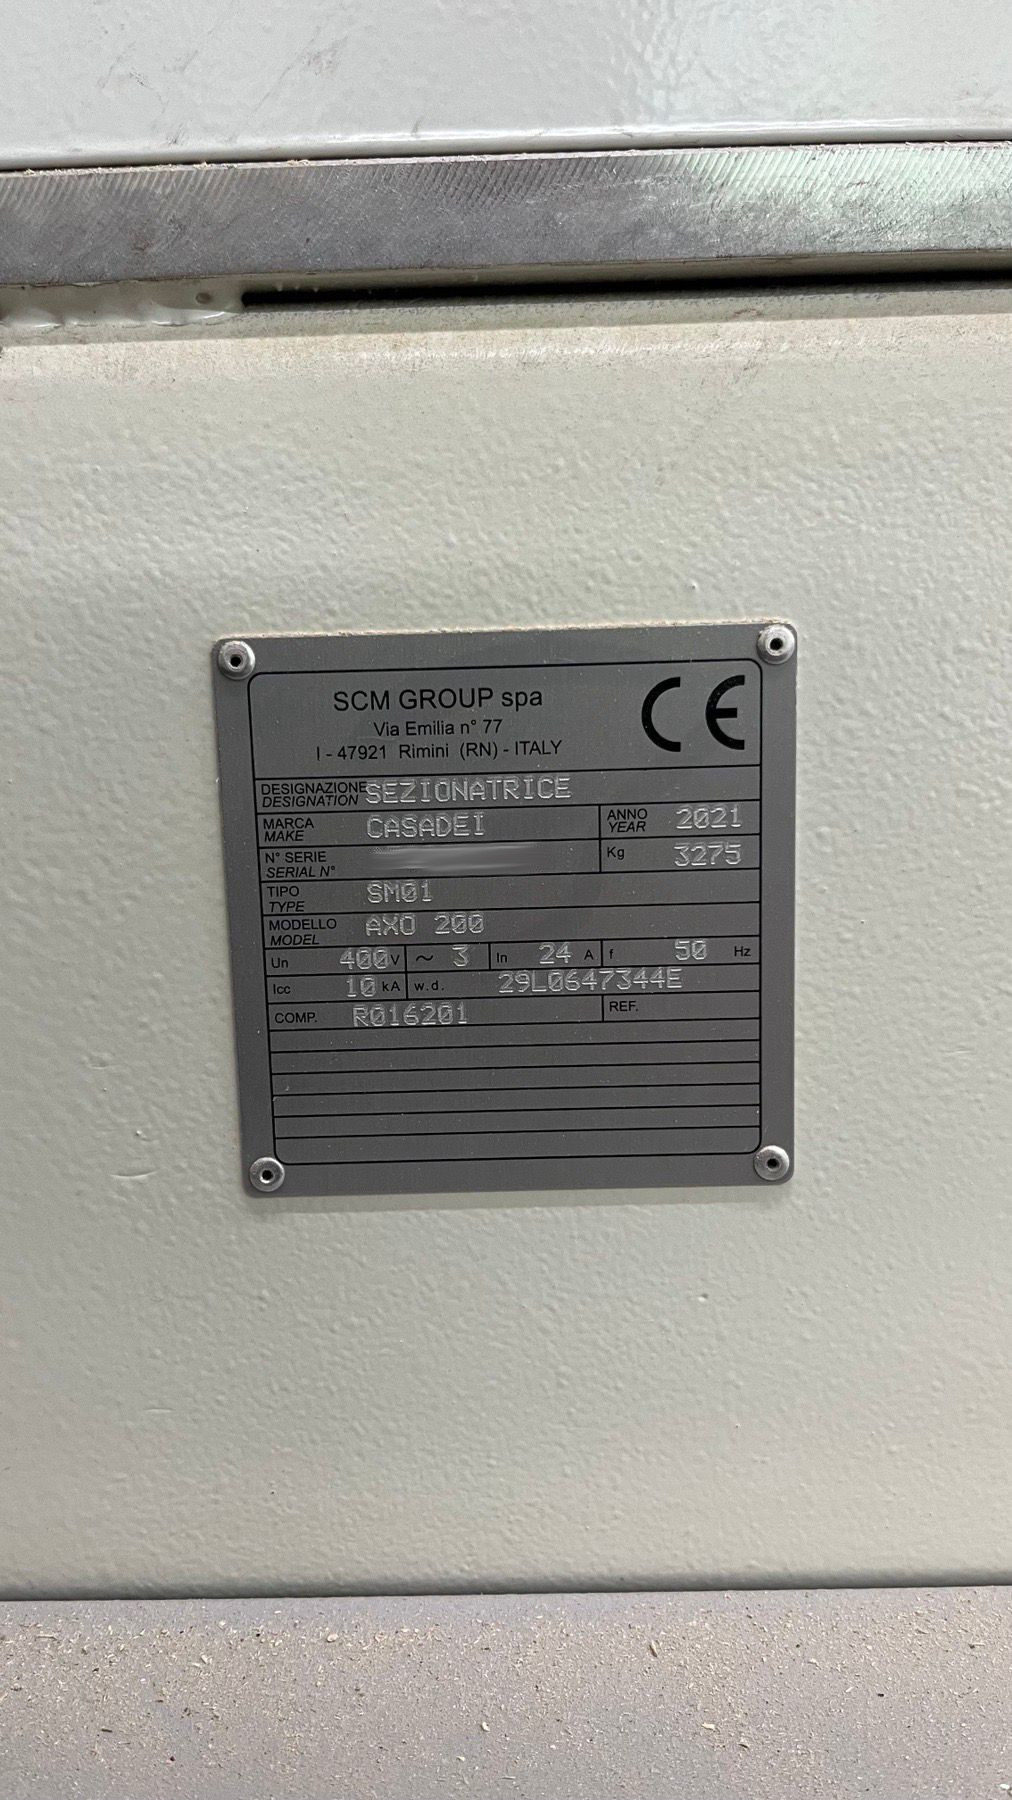 SCM GROUP spa
Via Emilia n° 77
I - 47921 Rimini (RN) - ITALY
CE
DESIGNAZIONE SEZIONATRICE
DESIGNATION
MARCA CASADEI ANNO 2021
MAKE YEAR
N° SERIE Kg 3275
SERIAL N°
TIPO SM01
TYPE
MODELLO AXO 200
MODEL
Un 400V ~ 3 In 24 A f 50 Hz
Icc 10 kA w.d. 29L0647344E
COMP. R016201 REF.